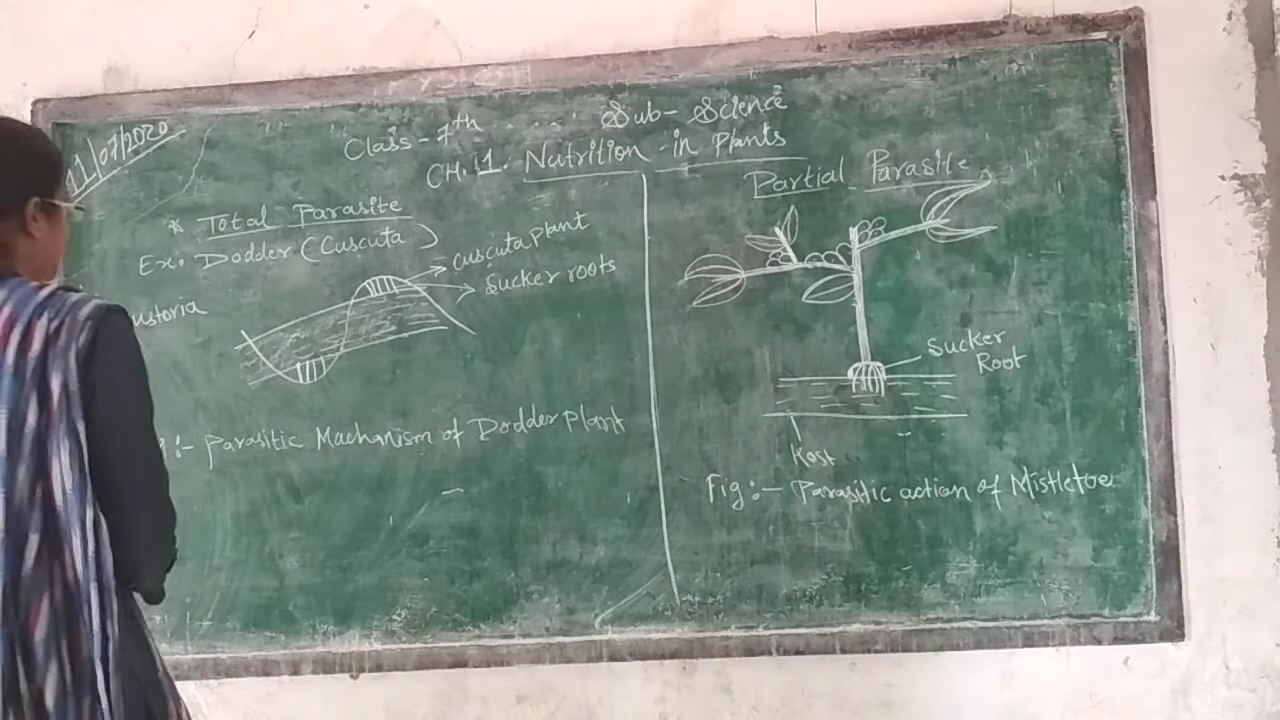 11/07/2020
Class - 7th .... Sub - Science
CH. 1. Nutrition in Plants
* Total Parasite
Ex. Dodder (Cuscuta)
cuscuta plant
Sucker roots
ustoria
:- Parasitic Machanism of Dodder Plant
Partial Parasite
Sucker
Root
Host
Fig :- Parasitic action of Mistletoe